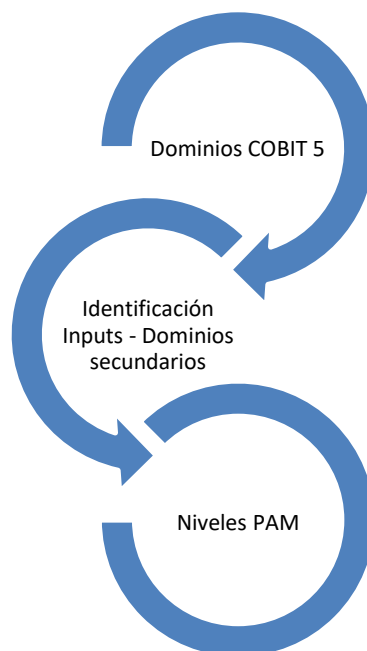 Dominios COBIT 5
Identificación
Inputs - Dominios
secundarios
Niveles PAM